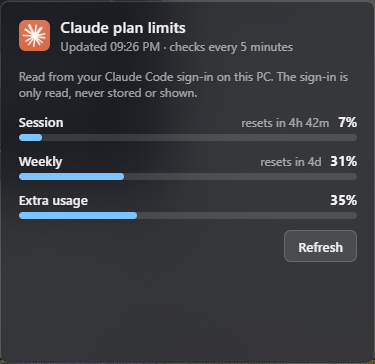 Claude plan limits
Updated 09:26 PM · checks every 5 minutes
Read from your Claude Code sign-in on this PC. The sign-in is
only read, never stored or shown.
Session resets in 4h 42m 7%
Weekly resets in 4d 31%
Extra usage 35%
Refresh